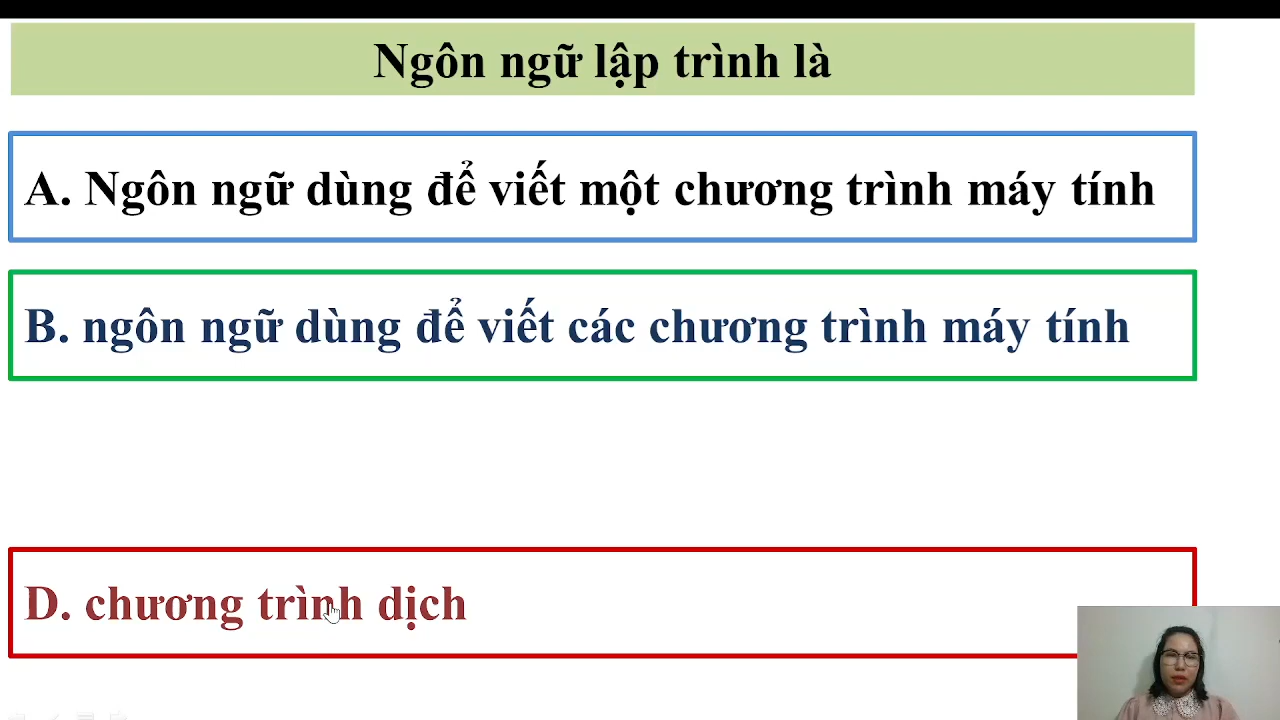 Ngôn ngữ lập trình là
A. Ngôn ngữ dùng để viết một chương trình máy tính
B. ngôn ngữ dùng để viết các chương trình máy tính
D. chương trình dịch